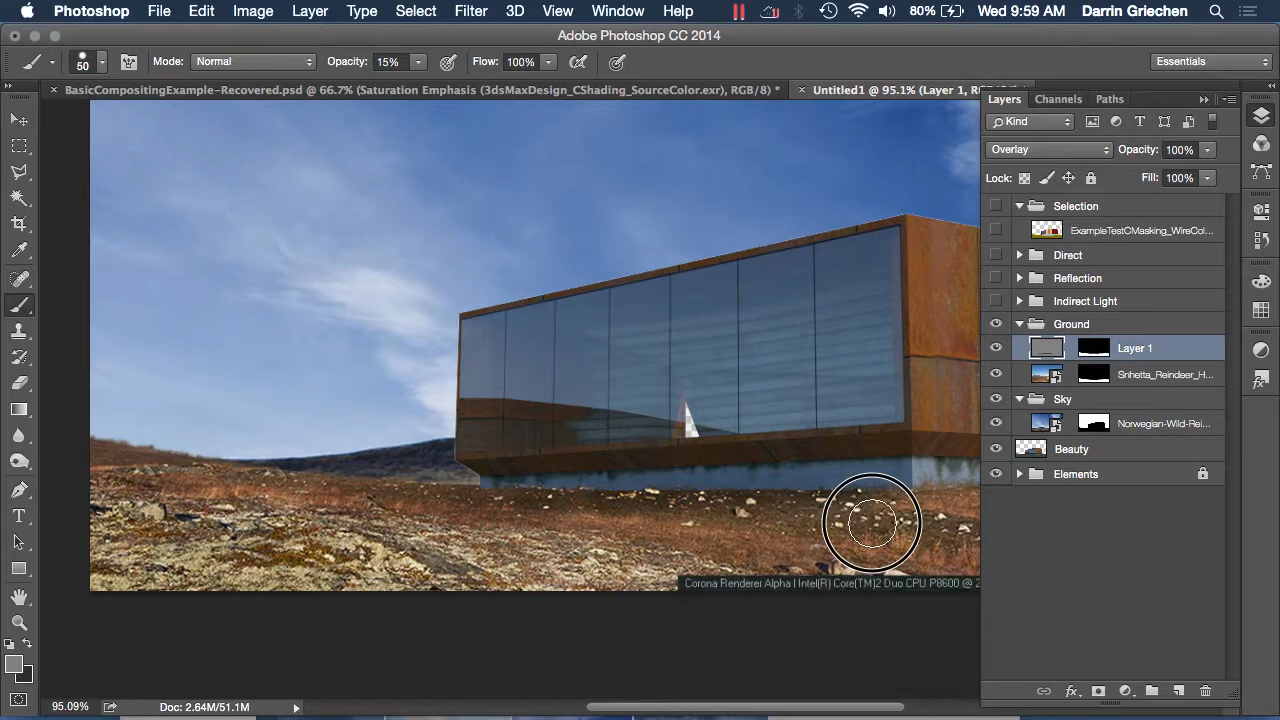 Photoshop File Edit Image Layer Type Select Filter 3D View Window Help 80% Wed 9:59 AM Darrin Griechen
Adobe Photoshop CC 2014
50 Mode: Normal Opacity: 15% Flow: 100% Essentials
× BasicCompositingExample-Recovered.psd @ 66.7% (Saturation Emphasis (3dsMaxDesign_CShading_SourceColor.exr), RGB/8) * × Untitled1 @ 95.1% (Layer 1,
Layers Channels Paths
Kind
Overlay Opacity: 100%
Lock: Fill: 100%
Selection
ExampleTestCMasking_WireCol...
Direct
Reflection
Indirect Light
Ground
Layer 1
Snhetta_Reindeer_H...
Sky
Norwegian-Wild-Rei...
Beauty
Elements
Corona Renderer Alpha | Intel(R) Core(TM)2 Duo CPU P8600 @ 2
95.09% Doc: 2.64M/51.1M